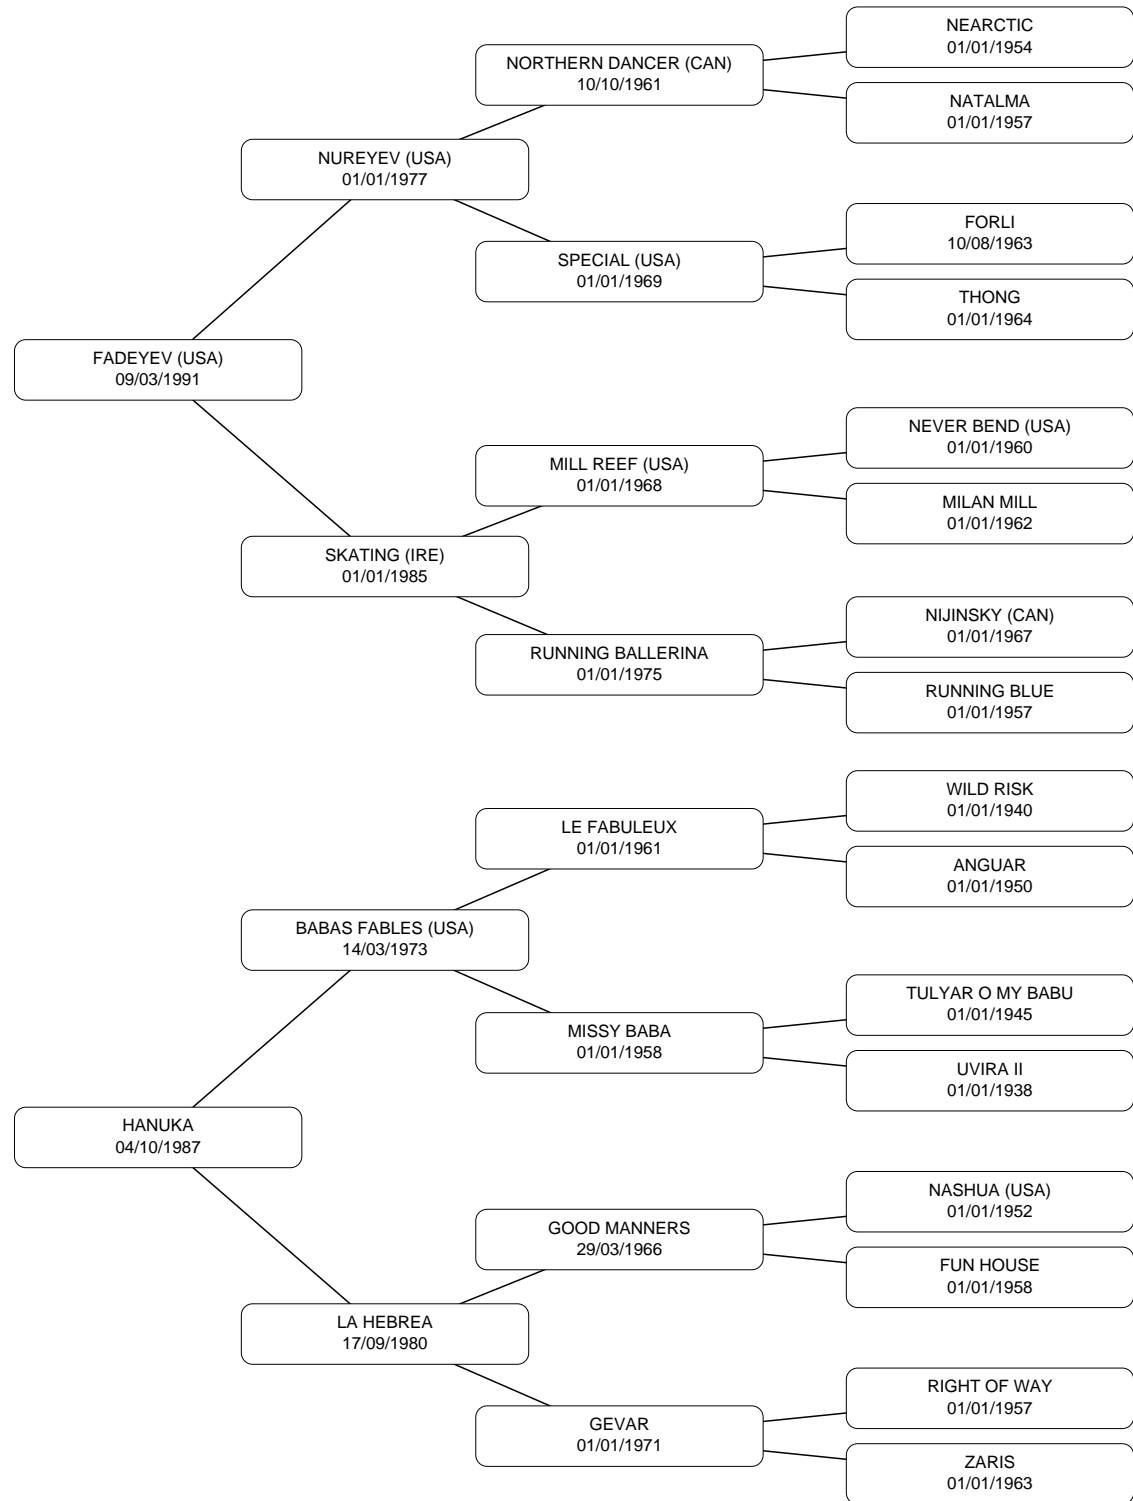 NEARCTIC
01/01/1954
NORTHERN DANCER (CAN)
10/10/1961
NATALMA
01/01/1957
NUREYEV (USA)
01/01/1977
FORLI
10/08/1963
SPECIAL (USA)
01/01/1969
THONG
01/01/1964
FADEYEV (USA)
09/03/1991
NEVER BEND (USA)
01/01/1960
MILL REEF (USA)
01/01/1968
MILAN MILL
01/01/1962
SKATING (IRE)
01/01/1985
NIJINSKY (CAN)
01/01/1967
RUNNING BALLERINA
01/01/1975
RUNNING BLUE
01/01/1957
WILD RISK
01/01/1940
LE FABULEUX
01/01/1961
ANGUAR
01/01/1950
BABAS FABLES (USA)
14/03/1973
TULYAR O MY BABU
01/01/1945
MISSY BABA
01/01/1958
UVIRA II
01/01/1938
HANUKA
04/10/1987
NASHUA (USA)
01/01/1952
GOOD MANNERS
29/03/1966
FUN HOUSE
01/01/1958
LA HEBREA
17/09/1980
RIGHT OF WAY
01/01/1957
GEVAR
01/01/1971
ZARIS
01/01/1963